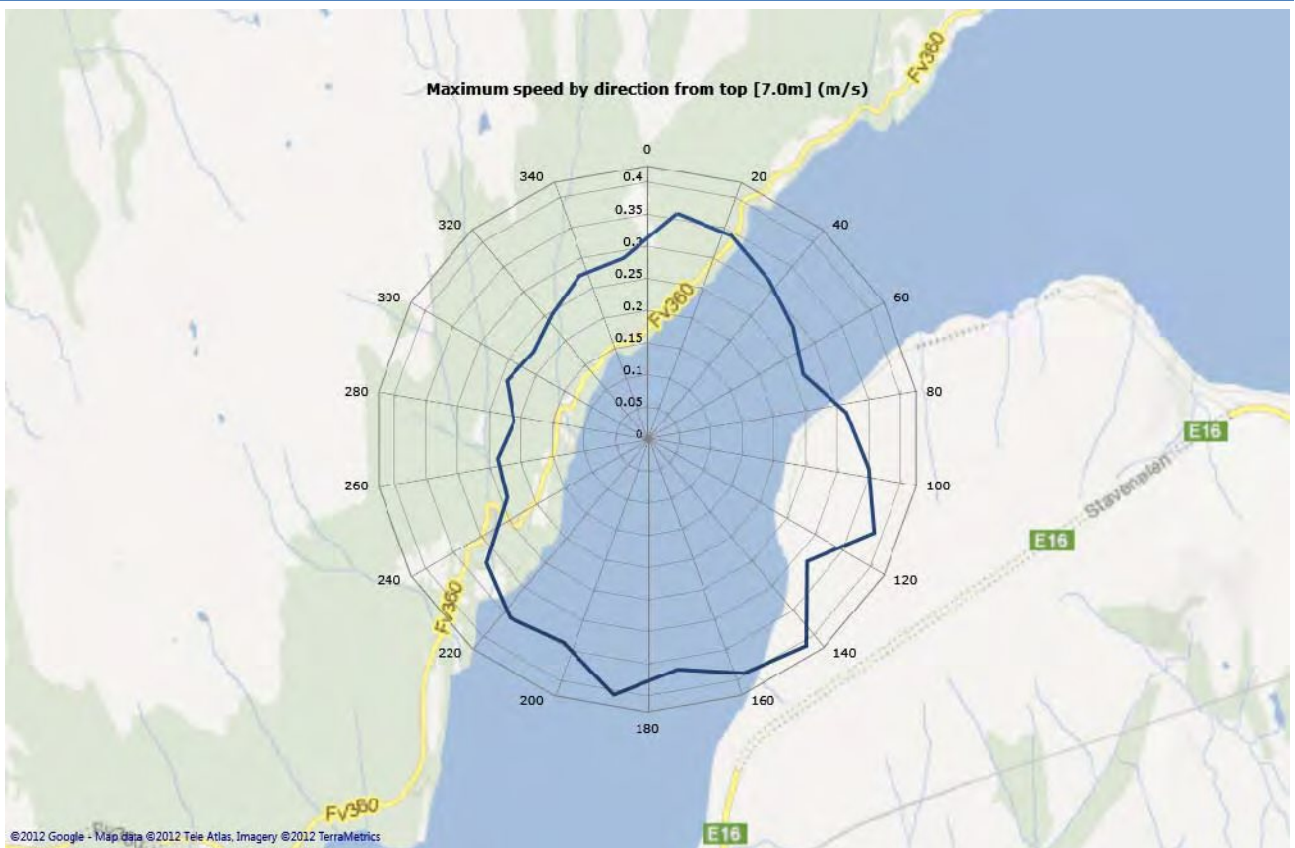 Fv360
Maximum speed by direction from top [7.0m] (m/s)
0
340
20
0.4
320
0.35
40
0.3
300
0.25
60
Fv360
0.2
0.15
280
0.1
80
0.05
0
E16
260
100
Stavenalen
E16
240
120
Fv360
220
140
200
160
180
Fv360
E16
©2012 Google - Map data ©2012 Tele Atlas, Imagery ©2012 TerraMetrics